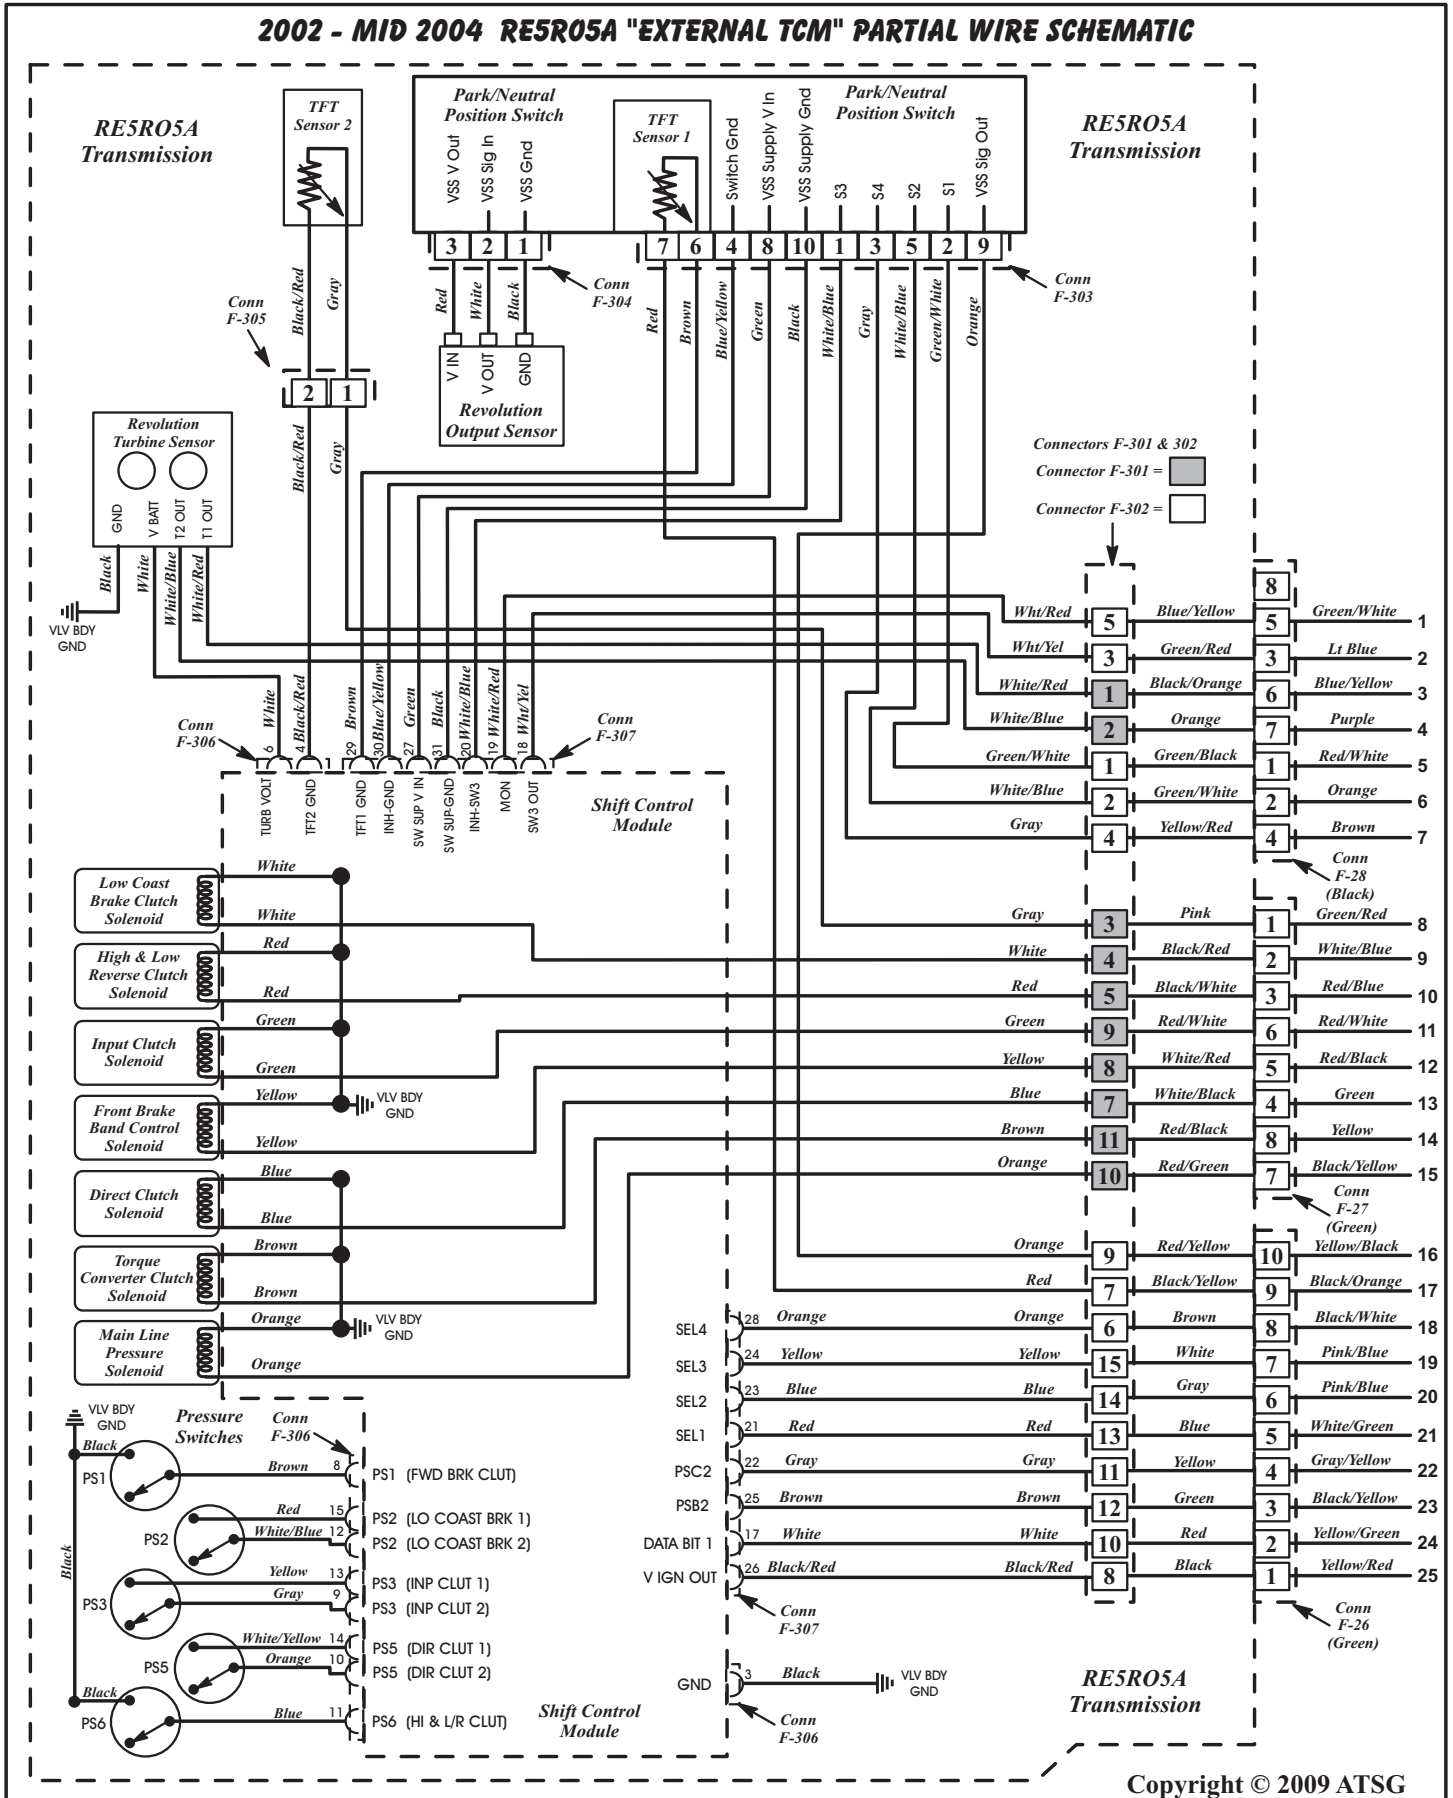 2002 - MID 2004 RE5R05A "EXTERNAL TCM" PARTIAL WIRE SCHEMATIC
RE5RO5A
Transmission
TFT
Sensor 2
Park/Neutral
Position Switch
VSS V Out
VSS Sig In
VSS Gnd
TFT
Sensor 1
Switch Gnd
VSS Supply V In
VSS Supply Gnd
Park/Neutral
Position Switch
S3
S4
S2
S1
VSS Sig Out
RE5RO5A
Transmission
3 2 1
7 6 4 8 10 1 3 5 2 9
Conn
F-304
Conn
F-303
Black/Red
Gray
Conn
F-305
Red
White
Black
Red
Brown
Blue/Yellow
Green
Black
White/Blue
Gray
White/Blue
Green/White
Orange
V IN
V OUT
GND
Revolution
Output Sensor
2 1
Black/Red
Gray
Revolution
Turbine Sensor
GND
V BATT
T2 OUT
T1 OUT
Black
White
White/Blue
White/Red
VLV BDY
GND
Connectors F-301 & 302
Connector F-301 =
Connector F-302 =
8
Wht/Red 5 Blue/Yellow 5 Green/White 1
Wht/Yel 3 Green/Red 3 Lt Blue 2
White/Red 1 Black/Orange 6 Blue/Yellow 3
White/Blue 2 Orange 7 Purple 4
Green/White 1 Green/Black 1 Red/White 5
White/Blue 2 Green/White 2 Orange 6
Gray 4 Yellow/Red 4 Brown 7
Conn
F-28
(Black)
Conn
F-306
6 White
4 Black/Red
29 Brown
30 Blue/Yellow
27 Green
31 Black
20 White/Blue
19 White/Red
18 Wht/Yel
Conn
F-307
TURB VOLT
TFT2 GND
TFT1 GND
INH-GND
SW SUP V IN
SW SUP-GND
INH-SW3
MON
SW3 OUT
Shift Control
Module
Low Coast
Brake Clutch
Solenoid
White
White
High & Low
Reverse Clutch
Solenoid
Red
Red
Input Clutch
Solenoid
Green
Green
Front Brake
Band Control
Solenoid
Yellow
Yellow
VLV BDY
GND
Direct Clutch
Solenoid
Blue
Blue
Torque
Converter Clutch
Solenoid
Brown
Brown
Main Line
Pressure
Solenoid
Orange
Orange
VLV BDY
GND
Gray 3 Pink 1 Green/Red 8
White 4 Black/Red 2 White/Blue 9
Red 5 Black/White 3 Red/Blue 10
Green 9 Red/White 6 Red/White 11
Yellow 8 White/Red 5 Red/Black 12
Blue 7 White/Black 4 Green 13
Brown 11 Red/Black 8 Yellow 14
Orange 10 Red/Green 7 Black/Yellow 15
Conn
F-27
(Green)
Orange 9 Red/Yellow 10 Yellow/Black 16
Red 7 Black/Yellow 9 Black/Orange 17
SEL4 28 Orange Orange 6 Brown 8 Black/White 18
SEL3 24 Yellow Yellow 15 White 7 Pink/Blue 19
SEL2 23 Blue Blue 14 Gray 6 Pink/Blue 20
SEL1 21 Red Red 13 Blue 5 White/Green 21
PSC2 22 Gray Gray 11 Yellow 4 Gray/Yellow 22
PSB2 25 Brown Brown 12 Green 3 Black/Yellow 23
DATA BIT 1 17 White White 10 Red 2 Yellow/Green 24
V IGN OUT 26 Black/Red Black/Red 8 Black 1 Yellow/Red 25
Conn
F-307
Conn
F-26
(Green)
VLV BDY
GND
Pressure
Switches
Conn
F-306
Black
PS1
Brown 8 PS1 (FWD BRK CLUT)
Red 15 PS2 (LO COAST BRK 1)
PS2
White/Blue 12 PS2 (LO COAST BRK 2)
Black
Yellow 13 PS3 (INP CLUT 1)
PS3
Gray 9 PS3 (INP CLUT 2)
White/Yellow 14 PS5 (DIR CLUT 1)
PS5
Orange 10 PS5 (DIR CLUT 2)
Black
PS6
Blue 11 PS6 (HI & L/R CLUT)
Shift Control
Module
GND 3 Black
VLV BDY
GND
Conn
F-306
RE5RO5A
Transmission
Copyright © 2009 ATSG